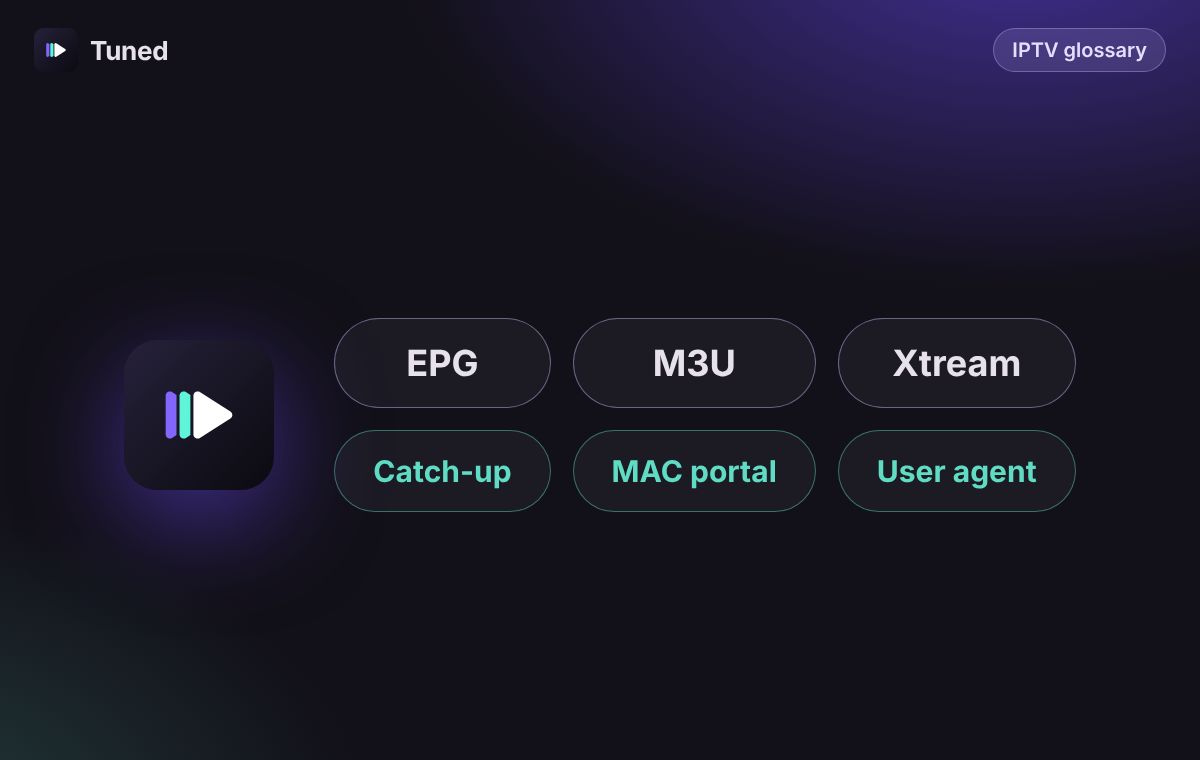 Tuned
IPTV glossary
EPG
M3U
Xtream
Catch-up
MAC portal
User agent